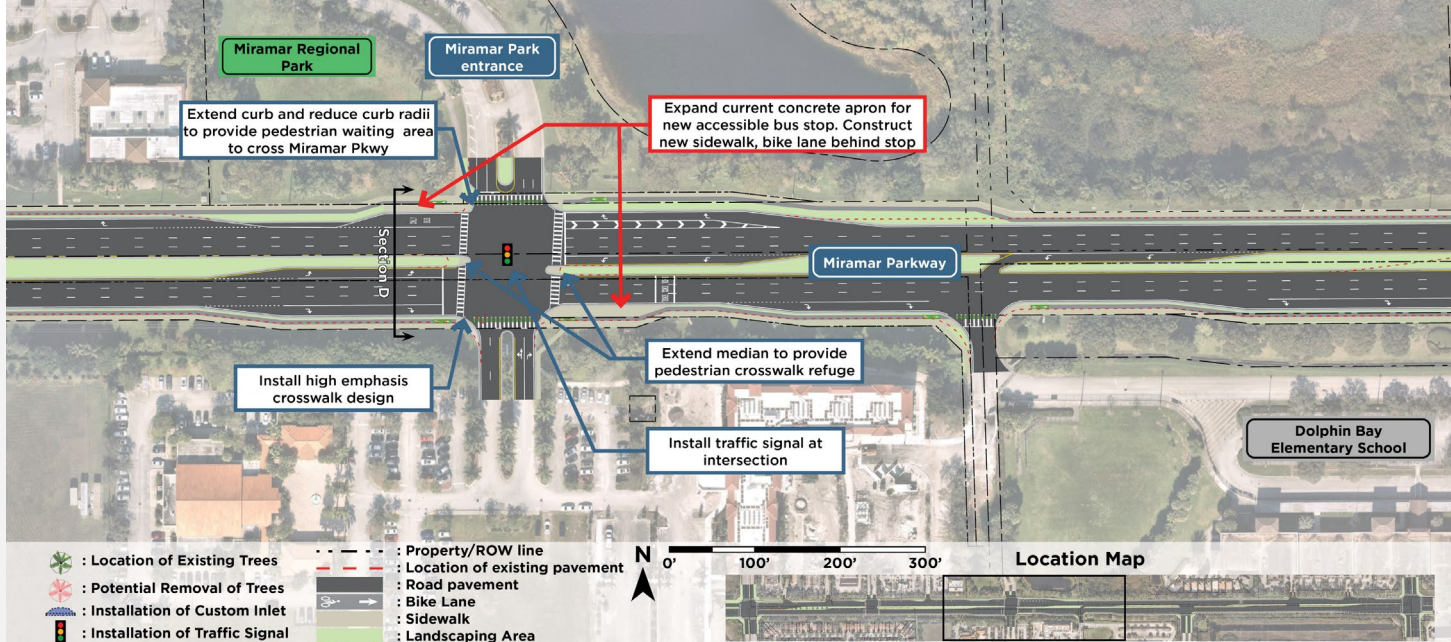 Miramar Regional
Park
Miramar Park
entrance
Extend curb and reduce curb radii
to provide pedestrian waiting area
to cross Miramar Pkwy
Expand current concrete apron for
new accessible bus stop. Construct
new sidewalk, bike lane behind stop
Section D
Miramar Parkway
Install high emphasis
crosswalk design
Extend median to provide
pedestrian crosswalk refuge
Install traffic signal at
intersection
Dolphin Bay
Elementary School
: Location of Existing Trees
: Potential Removal of Trees
: Installation of Custom Inlet
: Installation of Traffic Signal
: Property/ROW line
: Location of existing pavement
: Road pavement
: Bike Lane
: Sidewalk
: Landscaping Area
N
0' 100' 200' 300'
Location Map